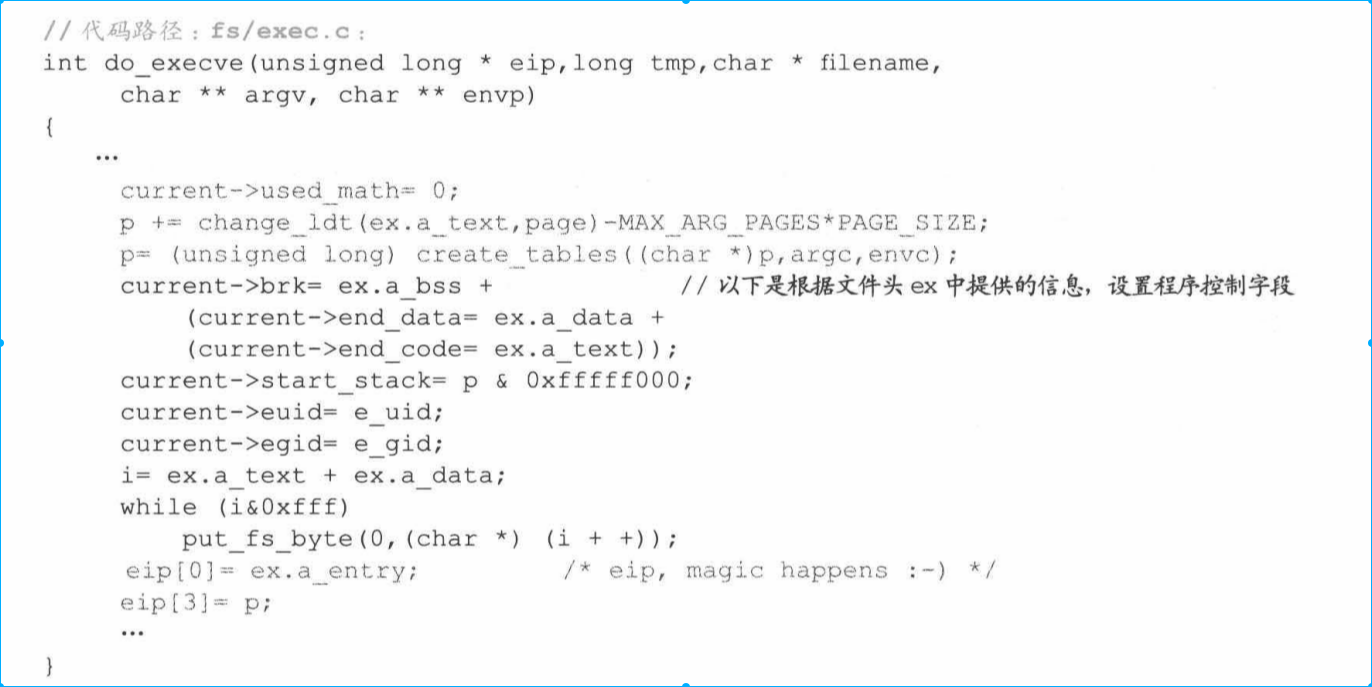 // 代码路径：fs/exec.c：
int do_execve(unsigned long * eip,long tmp,char * filename,
char ** argv, char ** envp)
{
…
current->used_math= 0;
p += change_ldt(ex.a_text,page)-MAX_ARG_PAGES*PAGE_SIZE;
p= (unsigned long) create_tables((char *)p,argc,envc);
current->brk= ex.a_bss + // 以下是根据文件头 ex 中提供的信息，设置程序控制字段
(current->end_data= ex.a_data +
(current->end_code= ex.a_text));
current->start_stack= p & 0xfffff000;
current->euid= e_uid;
current->egid= e_gid;
i= ex.a_text + ex.a_data;
while (i&0xfff)
put_fs_byte(0,(char *) (i + +));
eip[0]= ex.a_entry; /* eip, magic happens :-) */
eip[3]= p;
…
}